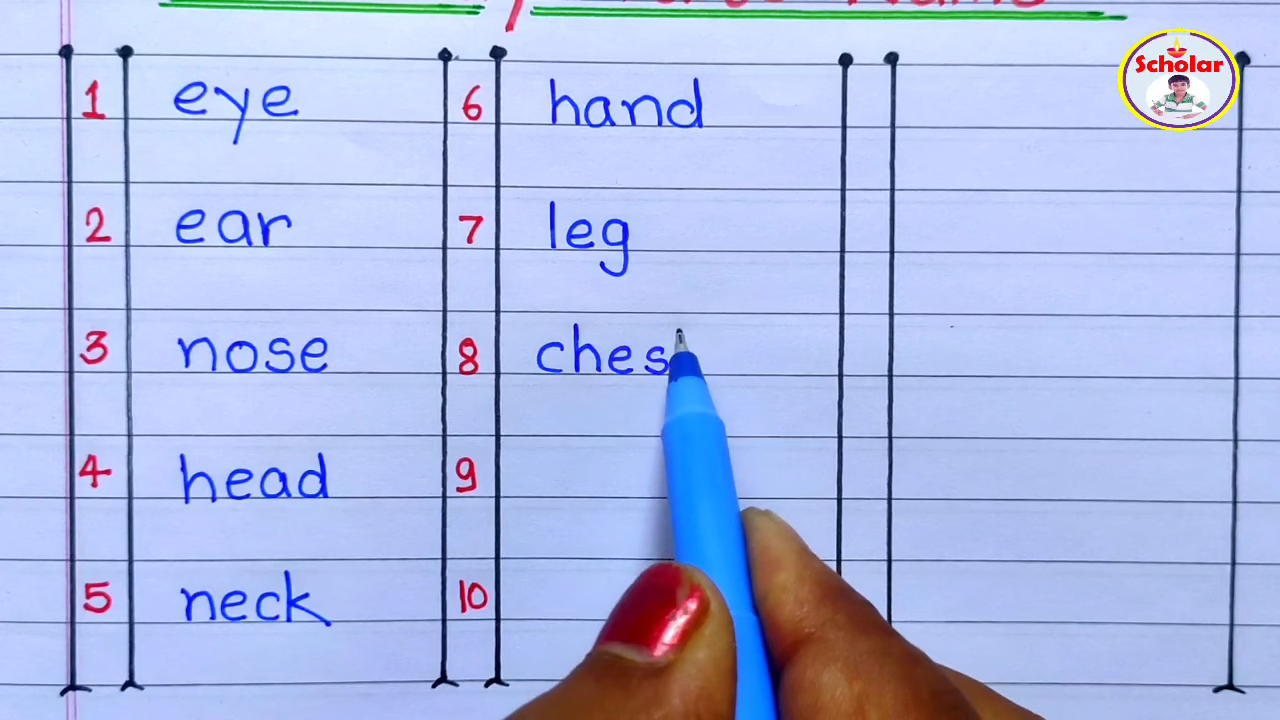 Name
1 eye
2 ear
3 nose
4 head
5 neck
6 hand
7 leg
8 ches
9
10
Scholar